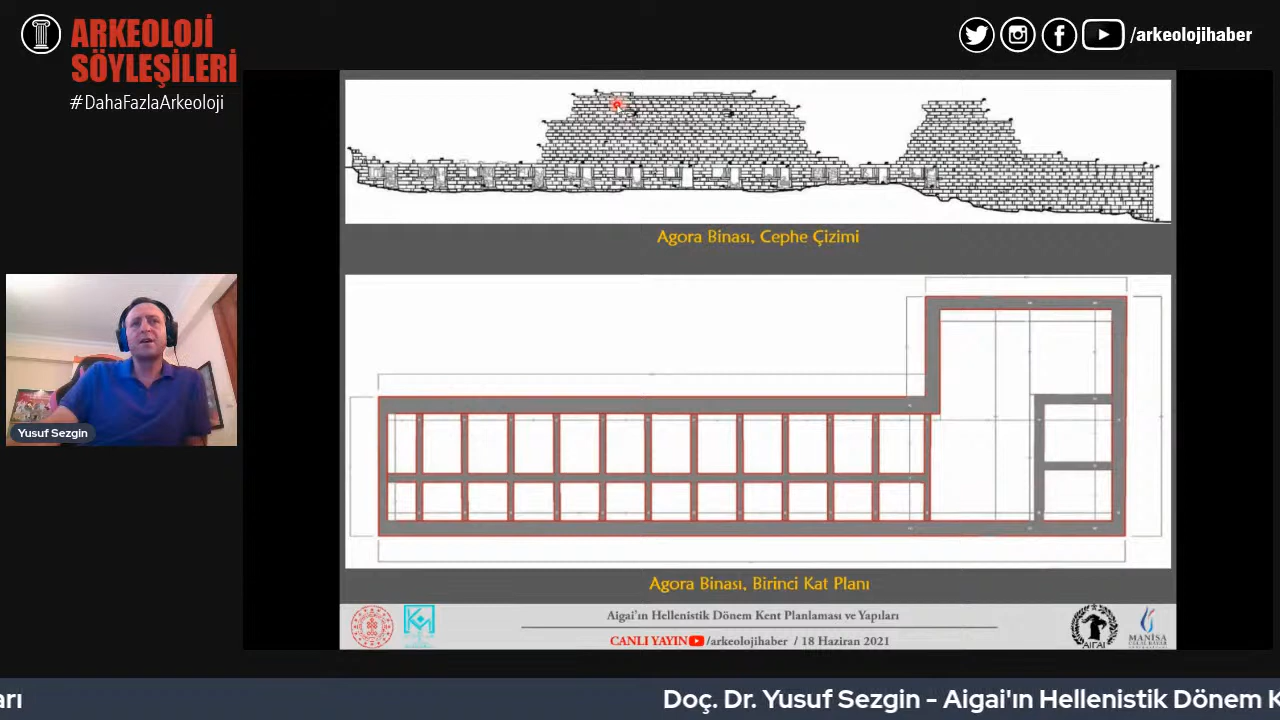 ARKEOLOJİ
SÖYLEŞİLERİ
#DahaFazlaArkeoloji
/arkeolojihaber
Agora Binası, Cephe Çizimi
Yusuf Sezgin
Agora Binası, Birinci Kat Planı
Aigai'ın Hellenistik Dönem Kent Planlaması ve Yapıları
CANLI YAYIN /arkeolojihaber / 18 Haziran 2021
AİGAİ
MANİSA
arı
Doç. Dr. Yusuf Sezgin - Aigai'ın Hellenistik Dönem K